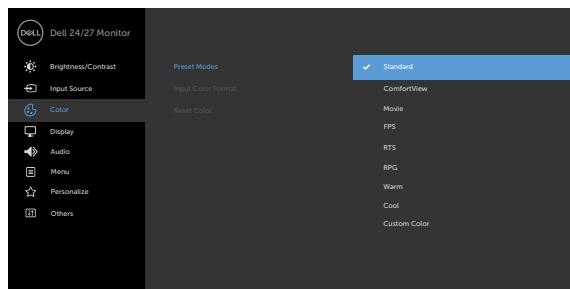 DELL
Dell 24/27 Monitor
Brightness/Contrast
Input Source
Color
Display
Audio
Menu
Personalize
Others
Preset Modes
Input Color Format
Reset Color
Standard
ComfortView
Movie
FPS
RTS
RPG
Warm
Cool
Custom Color